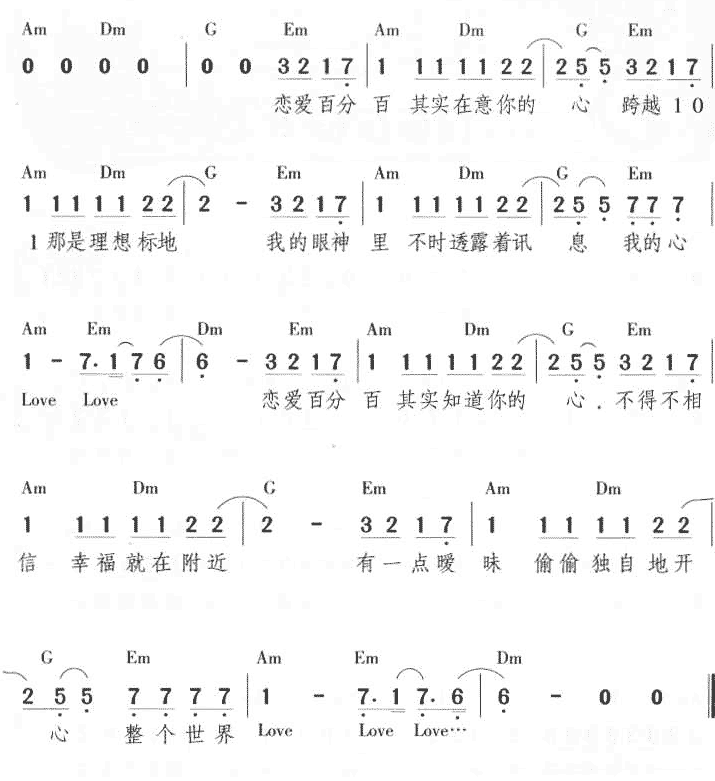 Am Dm G Em Am Dm G Em
0 0 0 0 | 0 0 3 2 1 7 | 1 1 1 1 1 2 2 | 2 5 5 3 2 1 7 |
恋爱百分 百 其实在意你的 心 跨越 1 0
Am Dm G Em Am Dm G Em
1 1 1 1 1 2 2 | 2 - 3 2 1 7 | 1 1 1 1 1 2 2 | 2 5 5 7 7 7 |
1 那是理想标地 我的眼神 里 不时透露着讯 息 我的心
Am Em Dm Em Am Dm G Em
1 - 7. 1 7 6 | 6 - 3 2 1 7 | 1 1 1 1 1 2 2 | 2 5 5 3 2 1 7 |
Love Love 恋爱百分 百 其实知道你的 心 . 不得不相
Am Dm G Em Am Dm
1 1 1 1 1 2 2 | 2 - 3 2 1 7 | 1 1 1 1 1 2 2 |
信 幸福就在附近 有一点暧 昧 偷偷独自地开
G Em Am Em Dm
2 5 5 7 7 7 7 | 1 - 7. 1 7. 6 | 6 - 0 0 ‖
心 整个世界 Love Love Love…